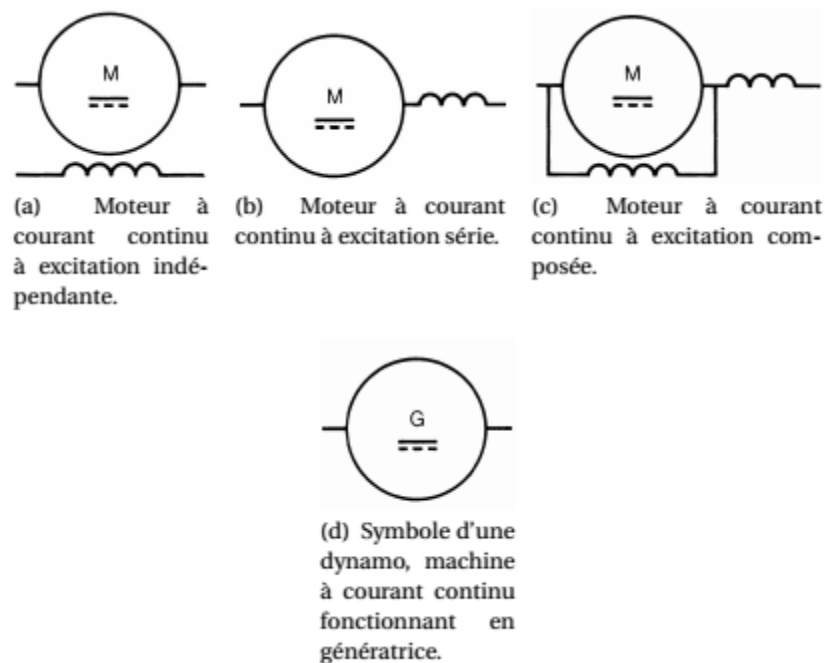 M
M
M
(a) Moteur à
courant continu
à excitation indé-
pendante.
(b) Moteur à courant
continu à excitation série.
(c) Moteur à courant
continu à excitation com-
posée.
G
(d) Symbole d'une
dynamo, machine
à courant continu
fonctionnant en
génératrice.